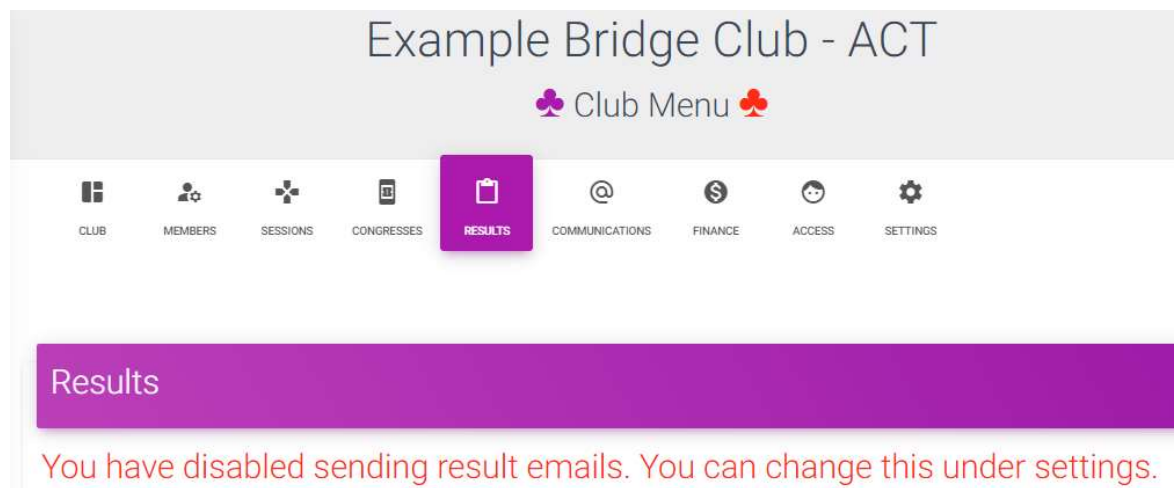 Example Bridge Club - ACT
Club Menu
CLUB MEMBERS SESSIONS CONGRESSES RESULTS COMMUNICATIONS FINANCE ACCESS SETTINGS
Results
You have disabled sending result emails. You can change this under settings.